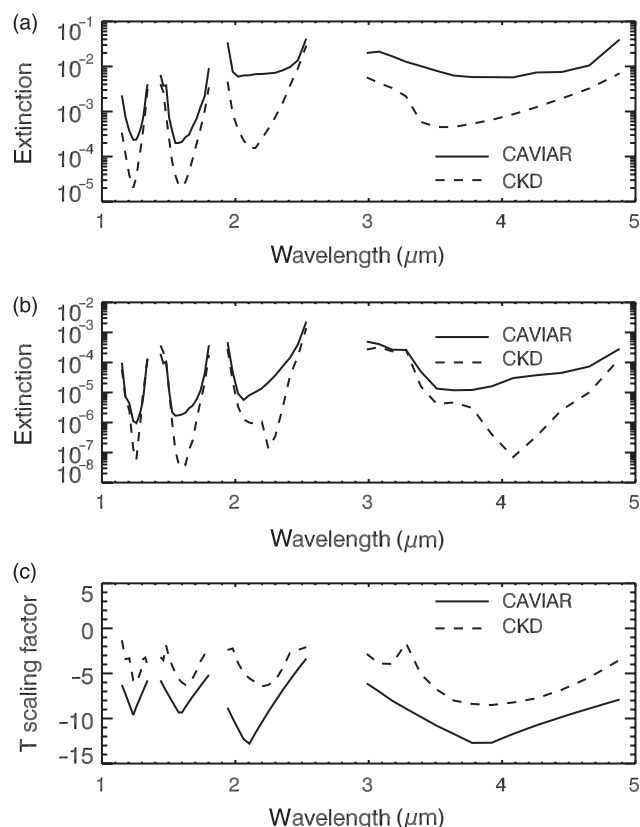 (a)
10⁻¹
10⁻²
10⁻³
10⁻⁴
10⁻⁵
Extinction
CAVIAR
CKD
1 2 3 4 5
Wavelength (μm)
(b)
10⁻²
10⁻³
10⁻⁴
10⁻⁵
10⁻⁶
10⁻⁷
10⁻⁸
Extinction
CAVIAR
CKD
1 2 3 4 5
Wavelength (μm)
(c)
5
0
−5
−10
−15
T scaling factor
CAVIAR
CKD
1 2 3 4 5
Wavelength (μm)